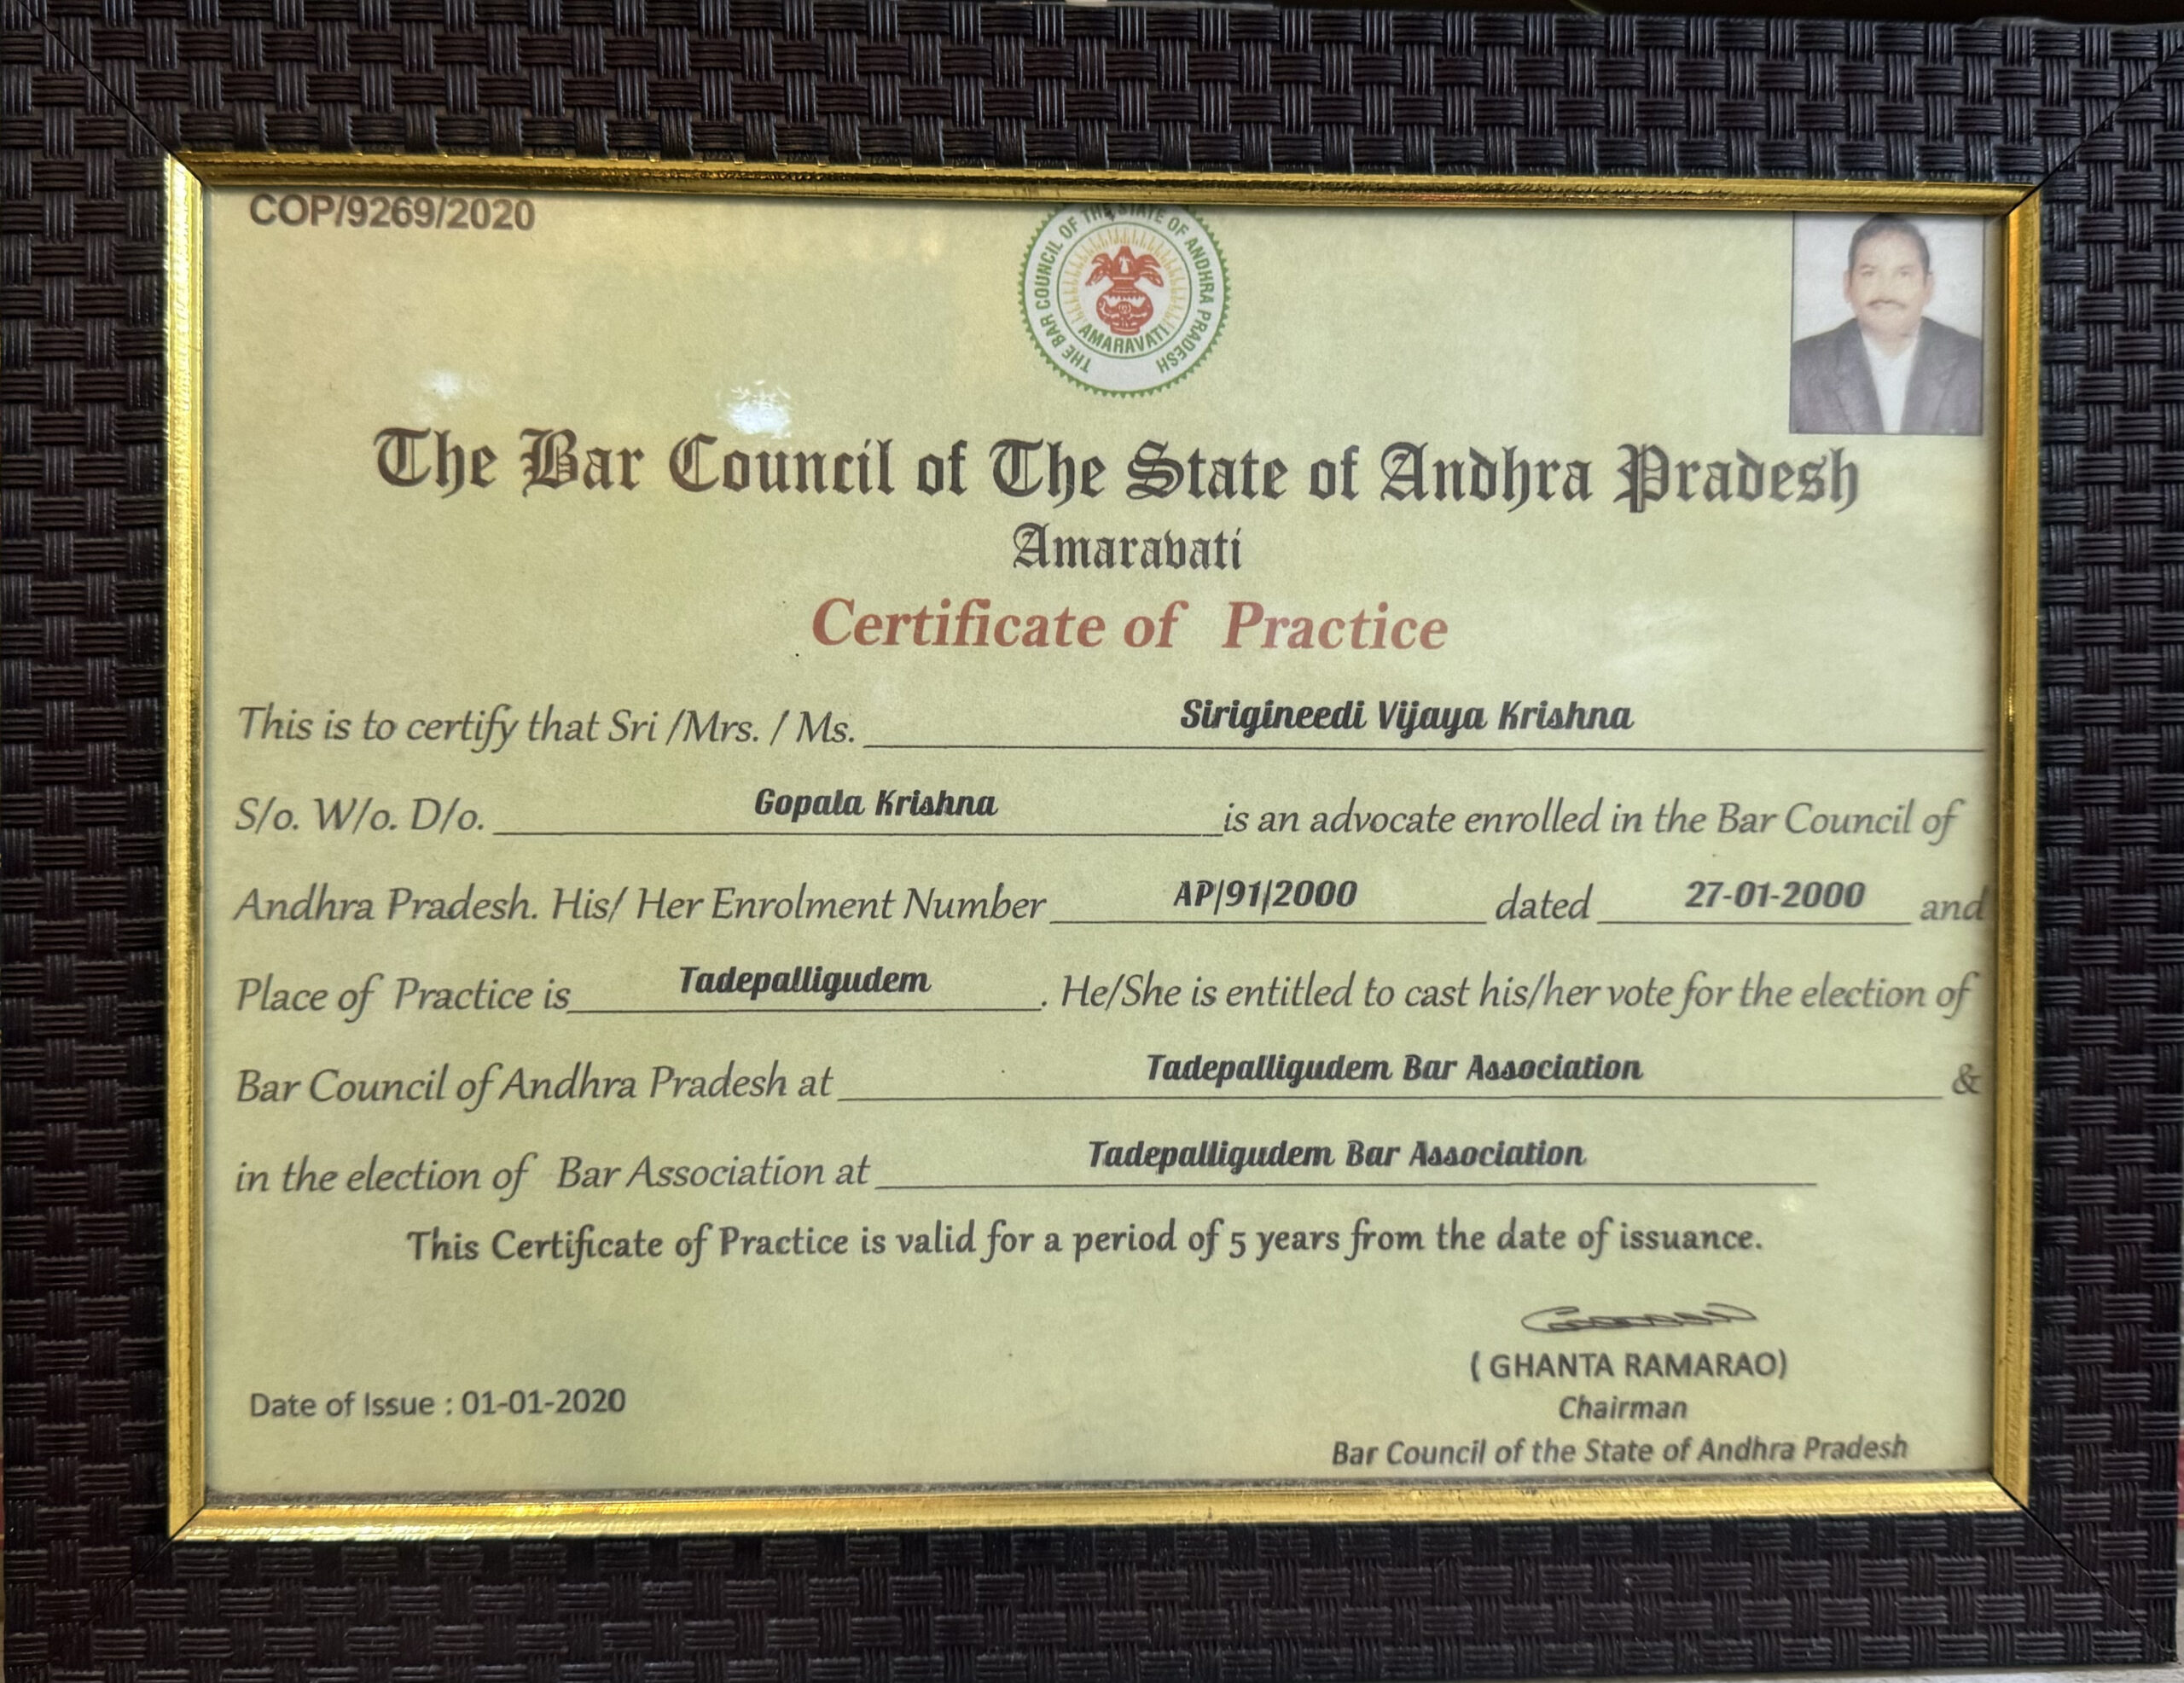 COP/9269/2020
THE BAR COUNCIL OF THE STATE OF ANDHRA PRADESH
AMARAVATI
The Bar Council of The State of Andhra Pradesh
Amaravati
Certificate of Practice
This is to certify that Sri /Mrs. / Ms. Sirigineedi Vijaya Krishna
S/o. W/o. D/o. Gopala Krishna is an advocate enrolled in the Bar Council of
Andhra Pradesh. His/ Her Enrolment Number AP/91/2000 dated 27-01-2000 and
Place of Practice is Tadepalligudem. He/She is entitled to cast his/her vote for the election of
Bar Council of Andhra Pradesh at Tadepalligudem Bar Association &
in the election of Bar Association at Tadepalligudem Bar Association
This Certificate of Practice is valid for a period of 5 years from the date of issuance.
( GHANTA RAMARAO)
Date of Issue : 01-01-2020
Chairman
Bar Council of the State of Andhra Pradesh